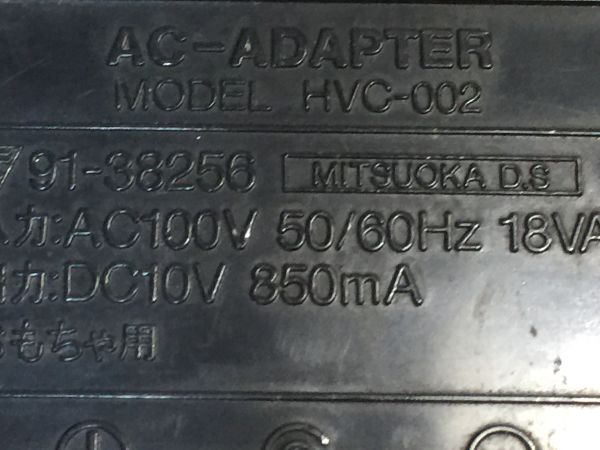 AC-ADAPTER
MODEL HVC-002
91-38256 MITSUOKA D.S
入力:AC100V 50/60Hz 18VA
出力:DC10V 850mA
おもちゃ用